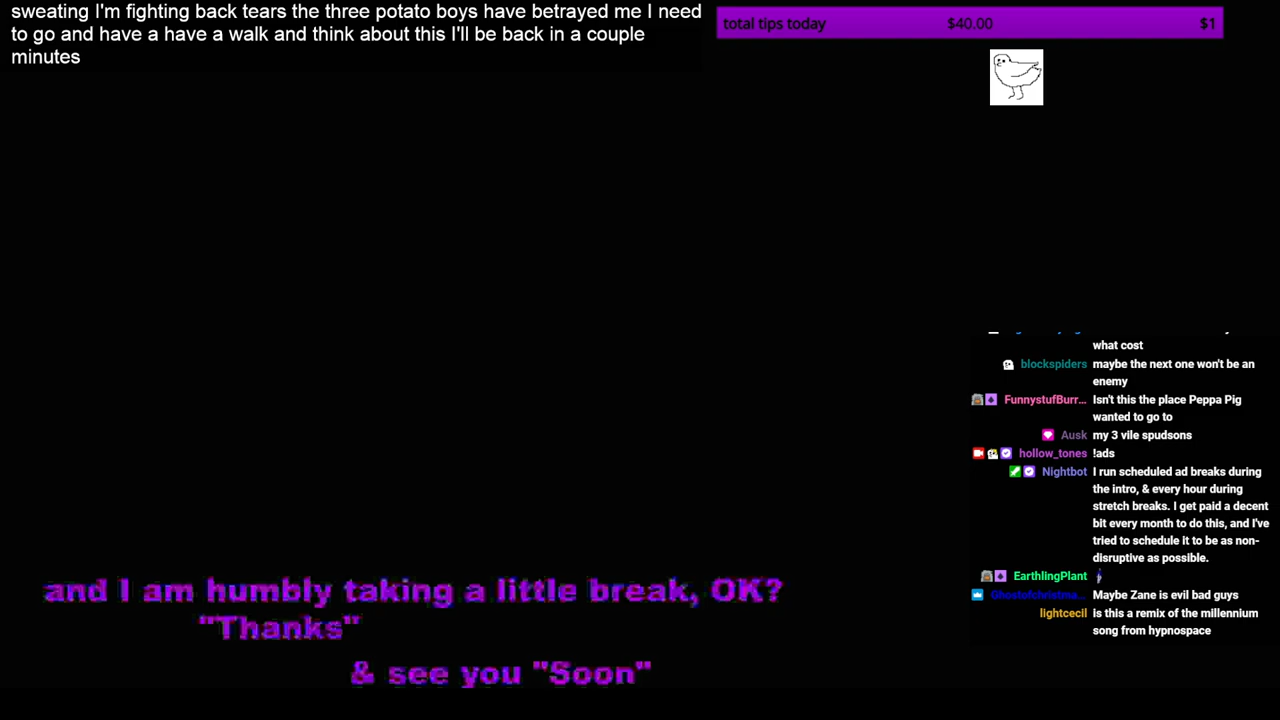 sweating I'm fighting back tears the three potato boys have betrayed me I need
to go and have a have a walk and think about this I'll be back in a couple
minutes
total tips today $40.00 $1
what cost
blockspiders maybe the next one won't be an
enemy
FunnystufBurr... Isn't this the place Peppa Pig
wanted to go to
Ausk my 3 vile spudsons
hollow_tones !ads
Nightbot I run scheduled ad breaks during
the intro, & every hour during
stretch breaks. I get paid a decent
bit every month to do this, and I've
tried to schedule it to be as non-
disruptive as possible.
EarthlingPlant
Ghostofchristma... Maybe Zane is evil bad guys
lightcecil is this a remix of the millennium
song from hypnospace
and I am humbly taking a little break, OK?
"Thanks"
& see you "Soon"